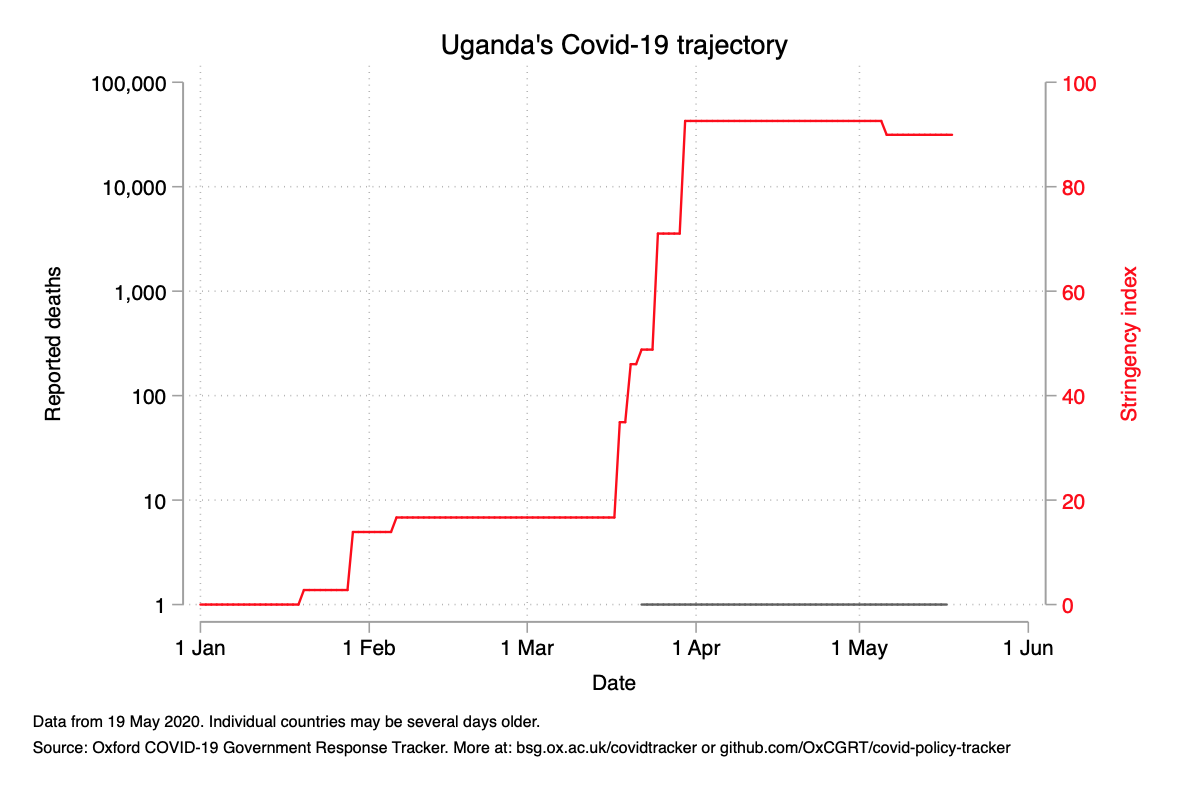 Uganda's Covid-19 trajectory
100,000
10,000
1,000
100
10
1
Reported deaths
100
80
60
40
20
0
Stringency index
1 Jan
1 Feb
1 Mar
1 Apr
1 May
1 Jun
Date
Data from 19 May 2020. Individual countries may be several days older.
Source: Oxford COVID-19 Government Response Tracker. More at: bsg.ox.ac.uk/covidtracker or github.com/OxCGRT/covid-policy-tracker